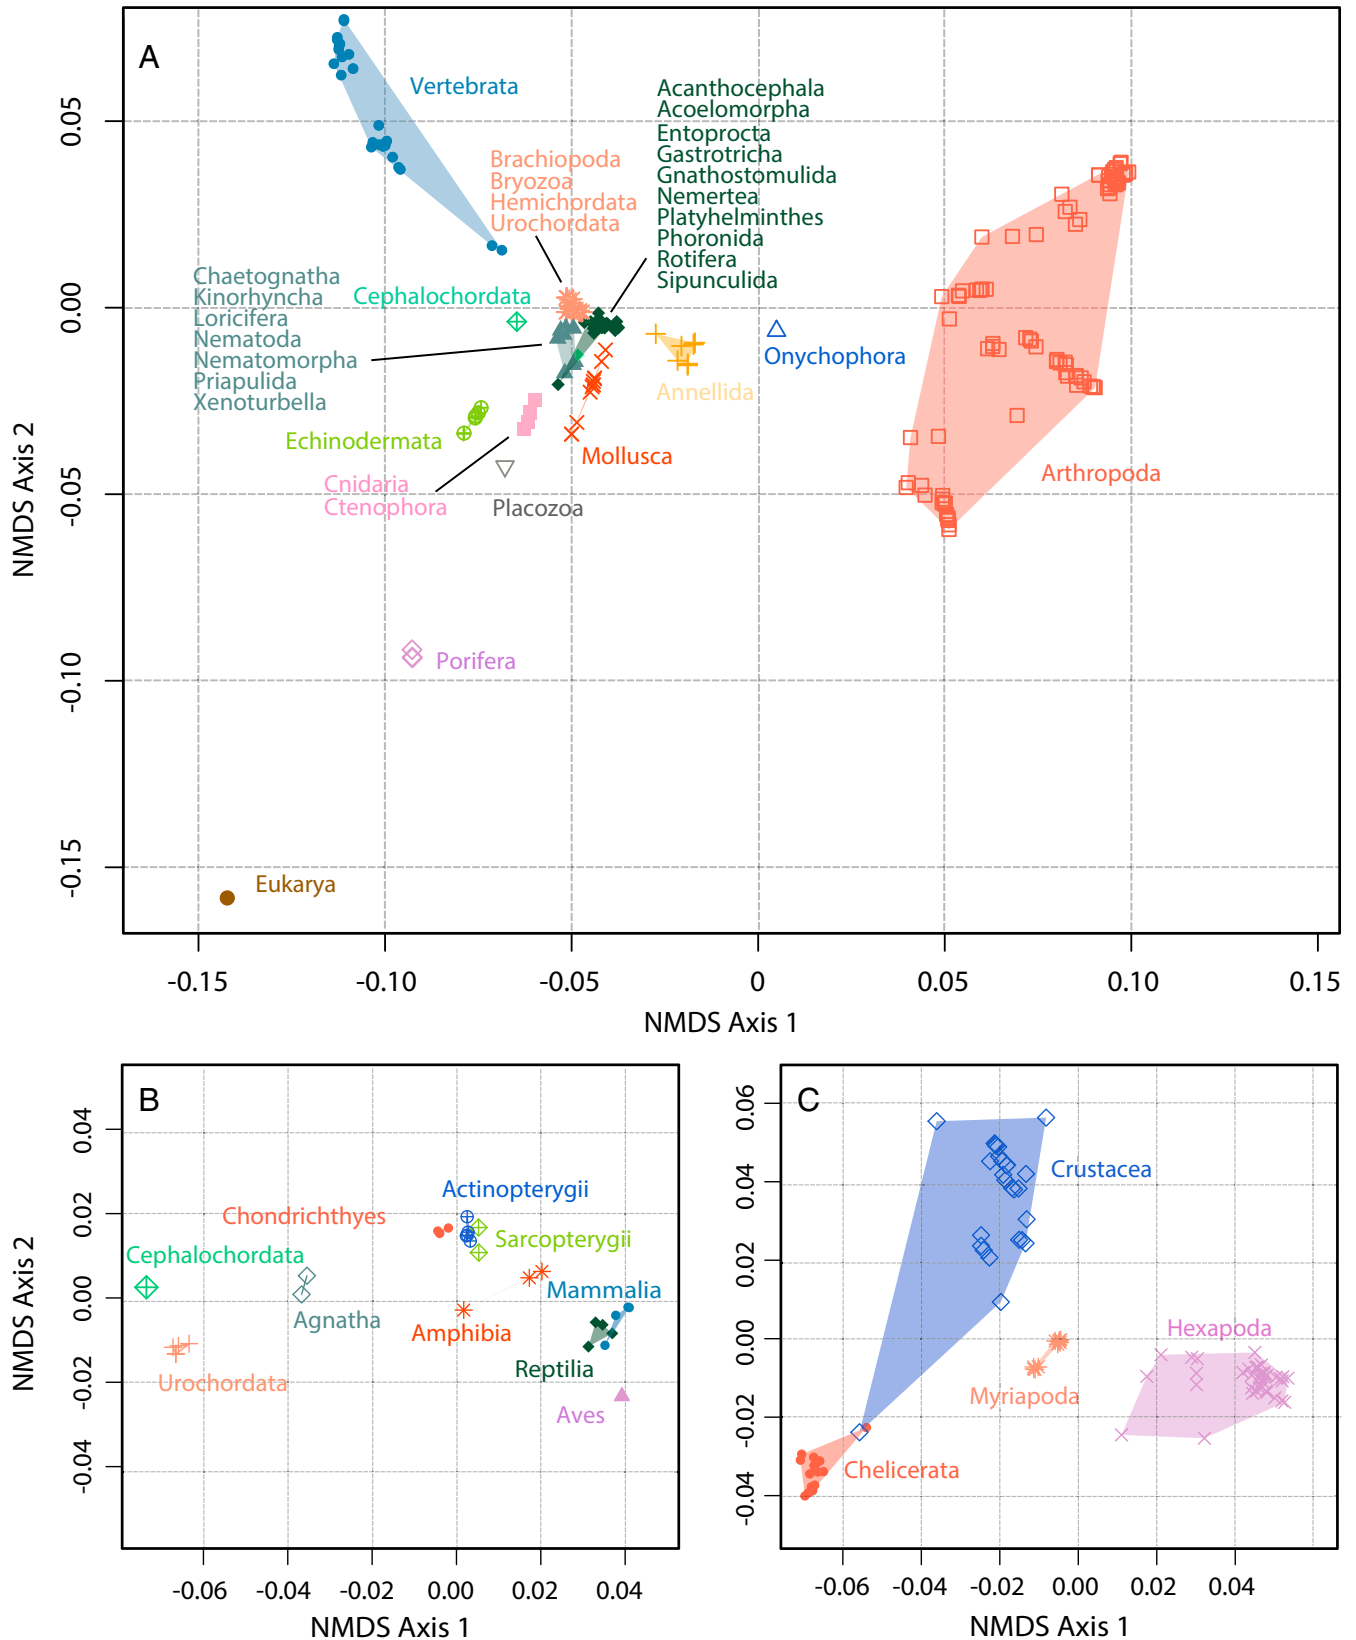 A
Vertebrata
Acanthocephala
Acoelomorpha
Entoprocta
Gastrotricha
Gnathostomulida
Nemertea
Platyhelminthes
Phoronida
Rotifera
Sipunculida
Brachiopoda
Bryozoa
Hemichordata
Urochordata
Chaetognatha
Kinorhyncha
Loricifera
Nematoda
Nematomorpha
Priapulida
Xenoturbella
Cephalochordata
Onychophora
Annellida
Echinodermata
Mollusca
Cnidaria
Ctenophora
Placozoa
Arthropoda
Porifera
Eukarya
0.05
0.00
-0.05
-0.10
-0.15
NMDS Axis 2
-0.15
-0.10
-0.05
0
0.05
0.10
0.15
NMDS Axis 1
B
Actinopterygii
Chondrichthyes
Sarcopterygii
Cephalochordata
Mammalia
Agnatha
Amphibia
Reptilia
Urochordata
Aves
0.04
0.02
0.00
-0.02
-0.04
NMDS Axis 2
-0.06
-0.04
-0.02
0.00
0.02
0.04
NMDS Axis 1
C
Crustacea
Hexapoda
Myriapoda
Chelicerata
0.06
0.04
0.02
0.00
-0.02
-0.04
-0.06
-0.04
-0.02
0.00
0.02
0.04
NMDS Axis 1